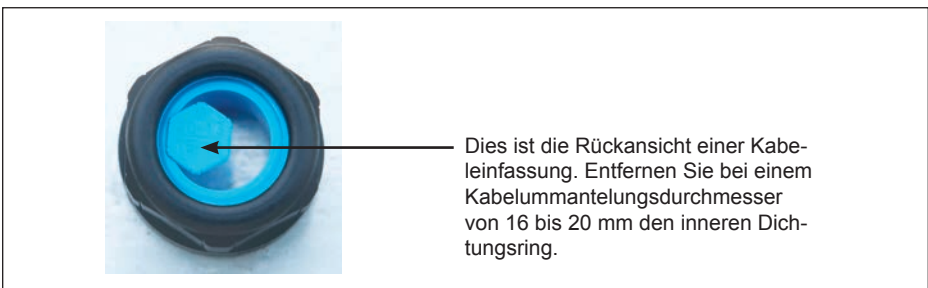 Dies ist die Rückansicht einer Kabe-
leinfassung. Entfernen Sie bei einem
Kabelummantelungsdurchmesser
von 16 bis 20 mm den inneren Dich-
tungsring.